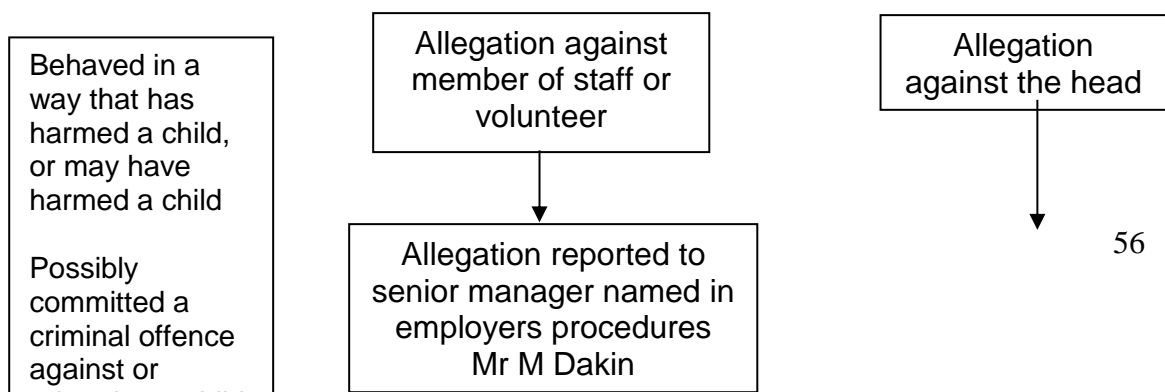 Behaved in a
way that has
harmed a child,
or may have
harmed a child
Possibly
committed a
criminal offence
against or
Allegation against
member of staff or
volunteer
Allegation reported to
senior manager named in
employers procedures
Mr M Dakin
Allegation
against the head
56